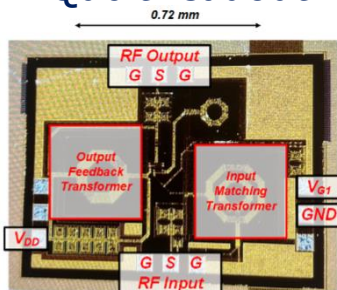 0.72 mm
RF Output
G S G
Output
Feedback
Transformer
Input
Matching
Transformer
VG1
GND
VDD
G S G
RF Input